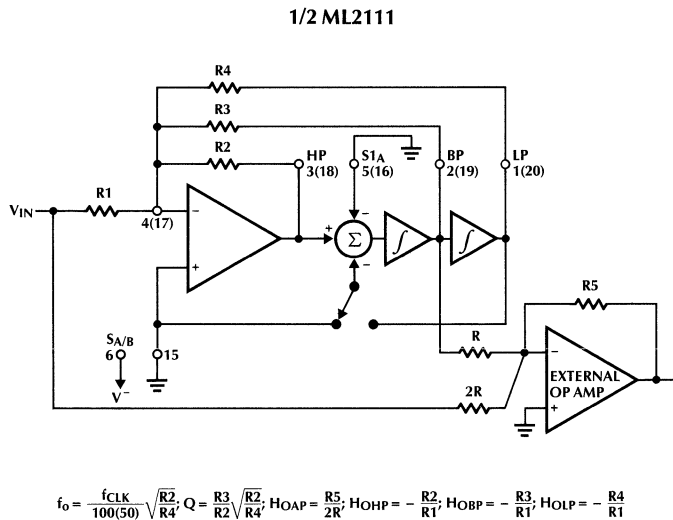 1/2 ML2111
R4
R3
R2
HP
3(18)
S1A
5(16)
BP
2(19)
LP
1(20)
R1
VIN
4(17)
−
+
+
−
Σ
−
∫
∫
R5
SA/B
6
15
V−
R
2R
−
EXTERNAL
OP AMP
+
fo = fCLK/100(50) √R2/R4; Q = R3/R2 √R2/R4; HOAP = R5/2R; HOHP = − R2/R1; HOBP = − R3/R1; HOLP = − R4/R1